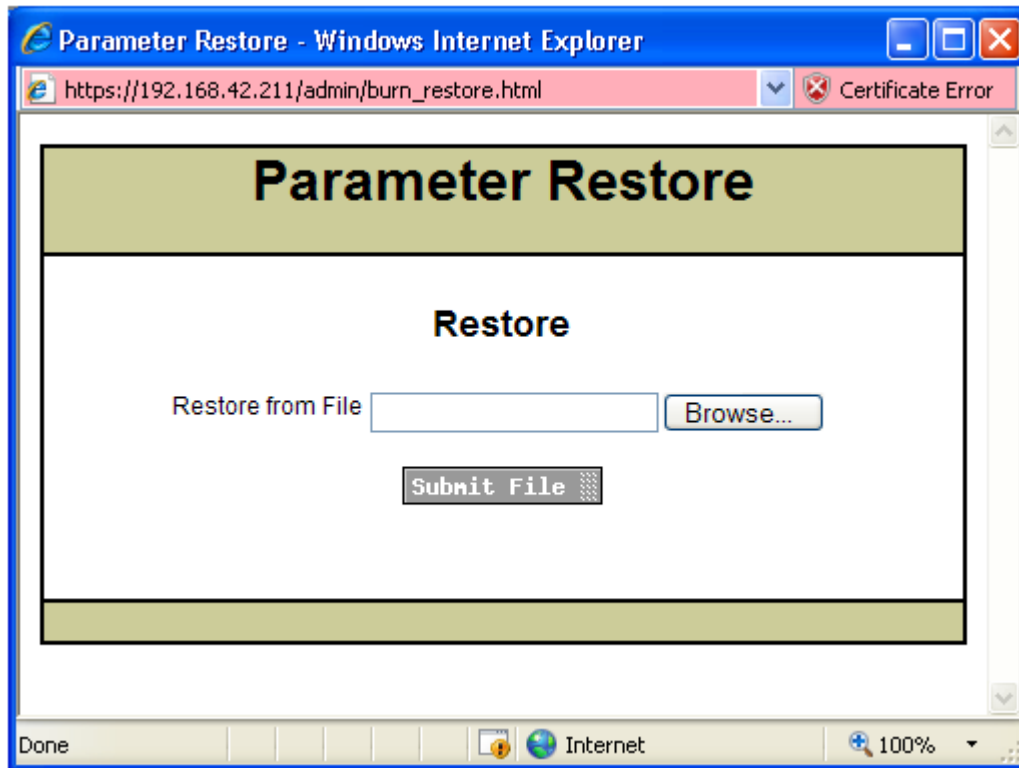 Parameter Restore - Windows Internet Explorer
https://192.168.42.211/admin/burn_restore.html
Certificate Error
Parameter Restore
Restore
Restore from File
Browse...
Submit File
Done
Internet
100%